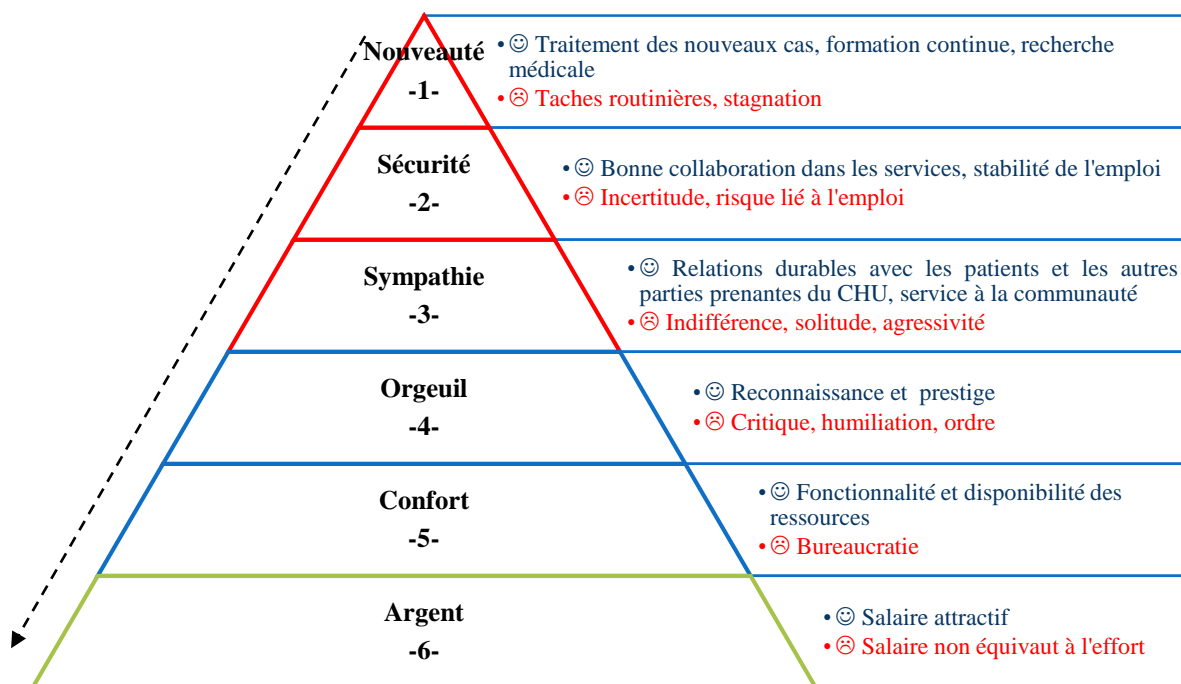 Nouveauté
-1-
• ☺ Traitement des nouveaux cas, formation continue, recherche
médicale
• ☹ Taches routinières, stagnation
Sécurité
-2-
• ☺ Bonne collaboration dans les services, stabilité de l'emploi
• ☹ Incertitude, risque lié à l'emploi
Sympathie
-3-
• ☺ Relations durables avec les patients et les autres
parties prenantes du CHU, service à la communauté
• ☹ Indifférence, solitude, agressivité
Orgeuil
-4-
• ☺ Reconnaissance et prestige
• ☹ Critique, humiliation, ordre
Confort
-5-
• ☺ Fonctionnalité et disponibilité des
ressources
• ☹ Bureaucratie
Argent
-6-
• ☺ Salaire attractif
• ☹ Salaire non équivaut à l'effort